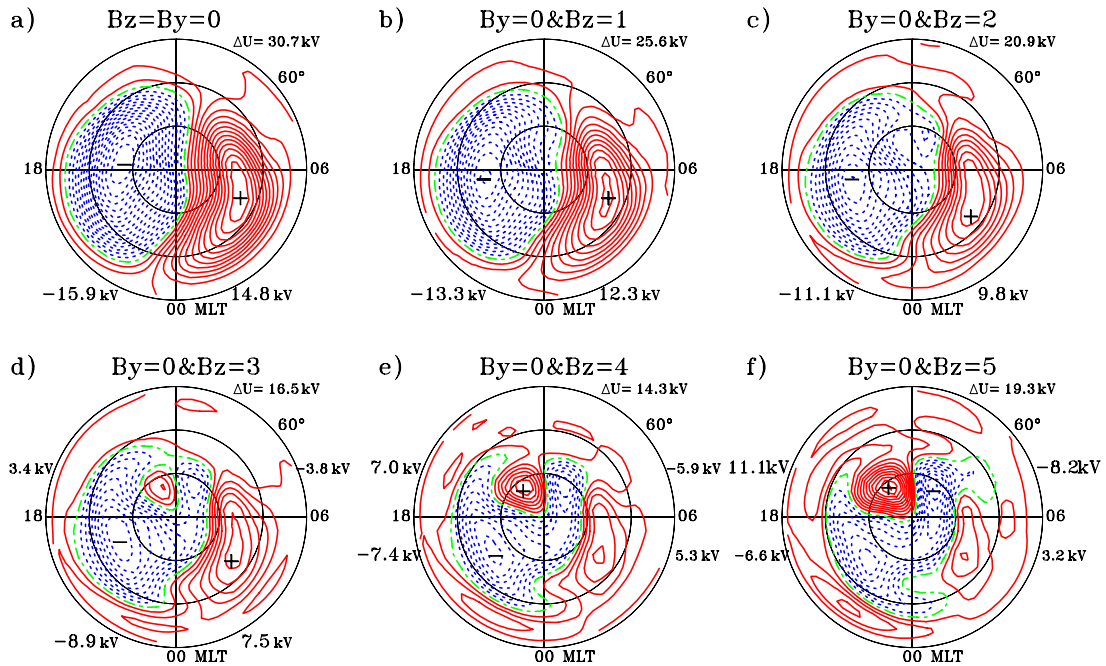 a) Bz=By=0
ΔU= 30.7 kV
60°
18 06
− +
−15.9 kV 14.8 kV
00 MLT
b) By=0&Bz=1
ΔU= 25.6 kV
60°
18 06
− +
−13.3 kV 12.3 kV
00 MLT
c) By=0&Bz=2
ΔU= 20.9 kV
60°
18 06
− +
−11.1 kV 9.8 kV
00 MLT
d) By=0&Bz=3
ΔU= 16.5 kV
60°
3.4 kV −3.8 kV
18 06
− +
−8.9 kV 7.5 kV
00 MLT
e) By=0&Bz=4
ΔU= 14.3 kV
60°
7.0 kV −5.9 kV
+
18 06
−
−7.4 kV 5.3 kV
00 MLT
f) By=0&Bz=5
ΔU= 19.3 kV
60°
11.1 kV −8.2 kV
+ −
18 06
−6.6 kV 3.2 kV
00 MLT